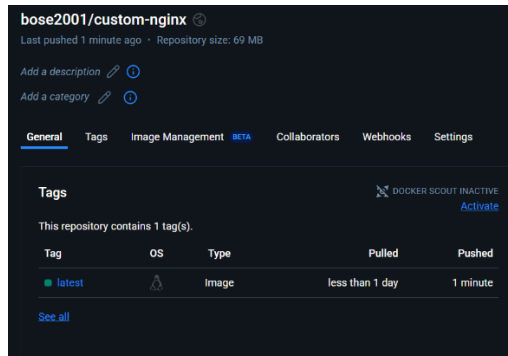 bose2001/custom-nginx
Last pushed 1 minute ago · Repository size: 69 MB
Add a description
Add a category
General Tags Image Management BETA Collaborators Webhooks Settings
Tags
DOCKER SCOUT INACTIVE
Activate
This repository contains 1 tag(s).
Tag OS Type Pulled Pushed
latest Image less than 1 day 1 minute
See all